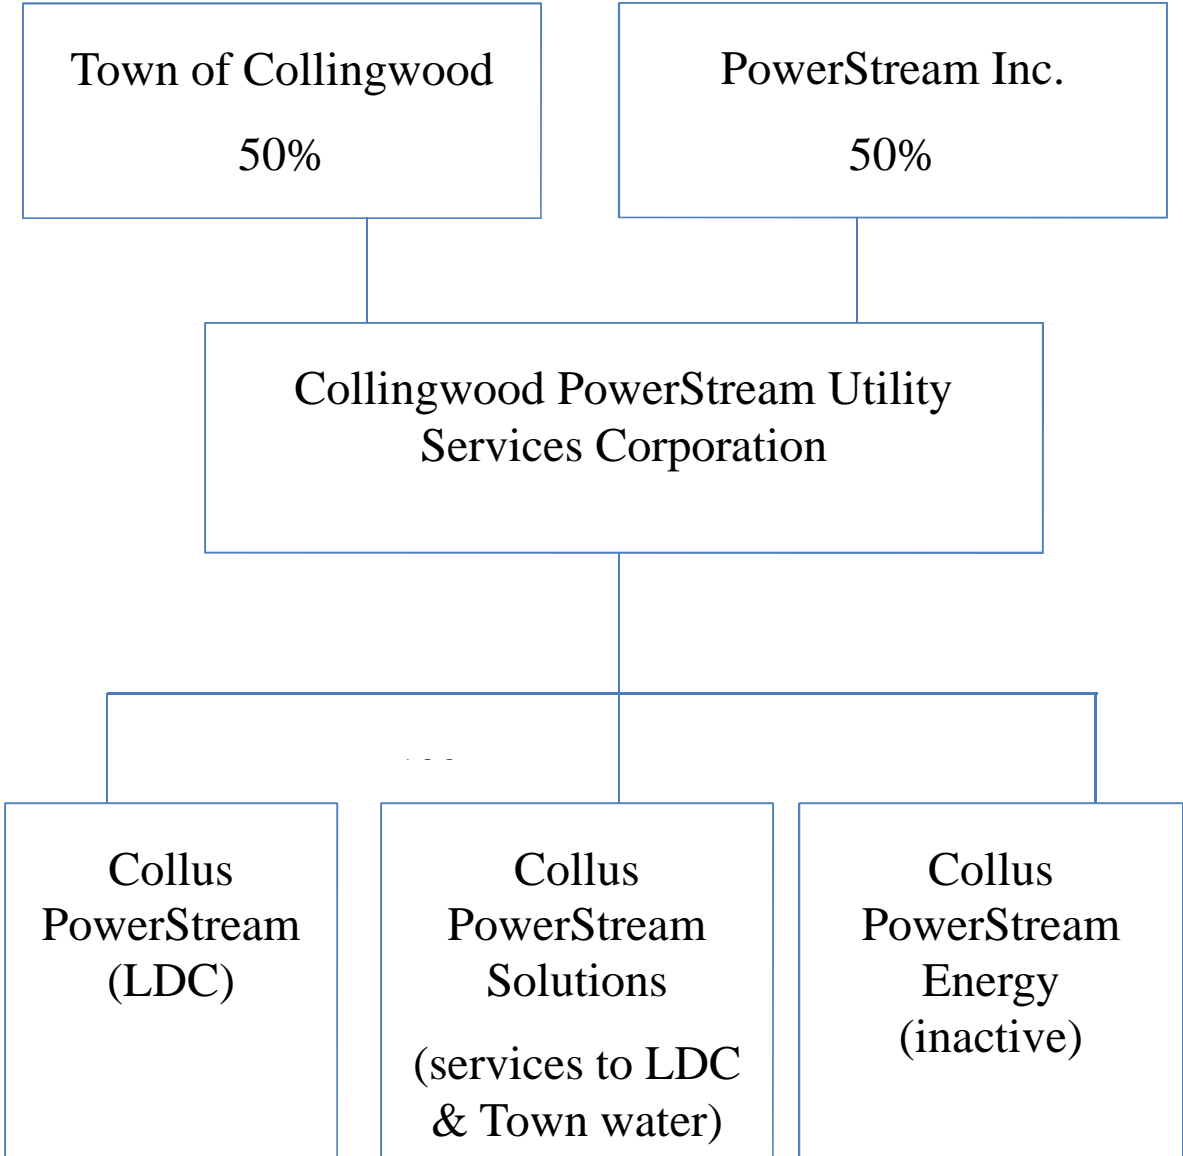 Town of Collingwood
50%
PowerStream Inc.
50%
Collingwood PowerStream Utility
Services Corporation
Collus
PowerStream
(LDC)
Collus
PowerStream
Solutions
(services to LDC
& Town water)
Collus
PowerStream
Energy
(inactive)